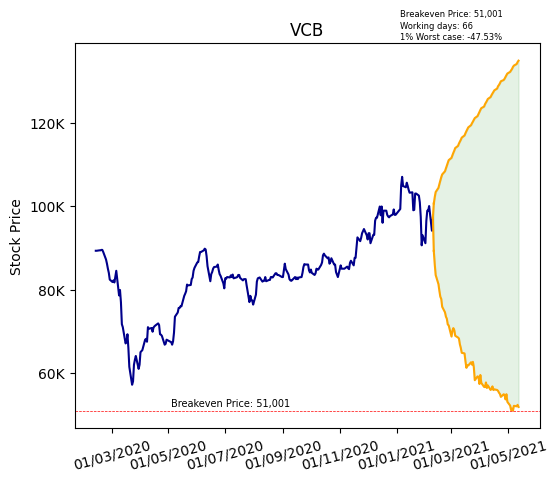 Breakeven Price: 51,001
Working days: 66
1% Worst case: -47.53%
VCB
Stock Price
120K
100K
80K
60K
Breakeven Price: 51,001
01/03/2020
01/05/2020
01/07/2020
01/09/2020
01/11/2020
01/01/2021
01/03/2021
01/05/2021